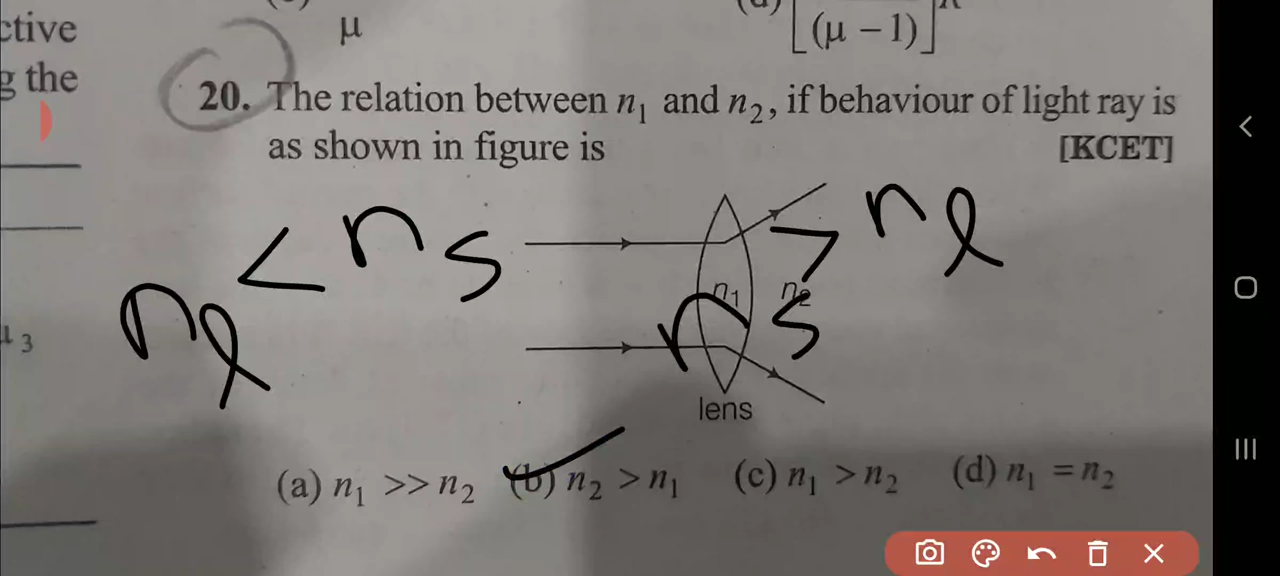 ctive
g the
μ
(μ − 1)
20. The relation between n₁ and n₂, if behaviour of light ray is
as shown in figure is [KCET]
nl < ns
ns > nl
n₁ n₂
3
lens
(a) n₁ >> n₂ (b) n₂ > n₁ (c) n₁ > n₂ (d) n₁ = n₂